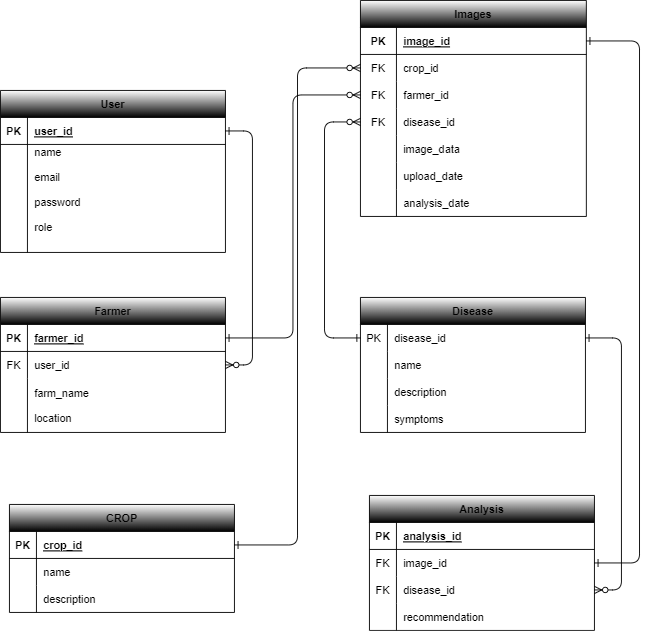 Images
PK image_id
FK crop_id
FK farmer_id
FK disease_id
image_data
upload_date
analysis_date
User
PK user_id
name
email
password
role
Farmer
PK farmer_id
FK user_id
farm_name
location
Disease
PK disease_id
name
description
symptoms
CROP
PK crop_id
name
description
Analysis
PK analysis_id
FK image_id
FK disease_id
recommendation